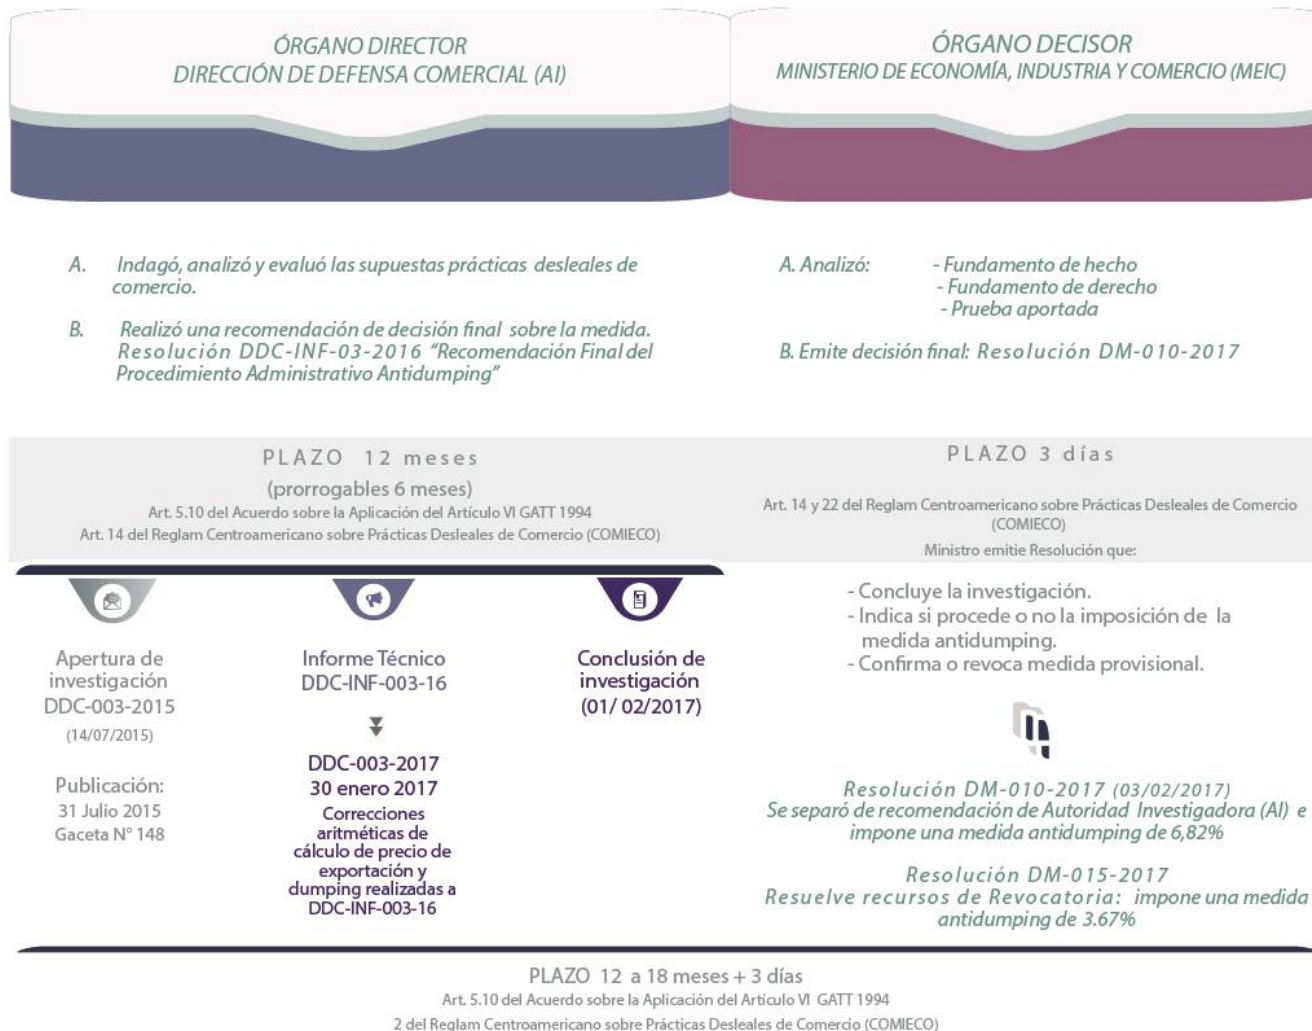 ÓRGANO DIRECTOR
DIRECCIÓN DE DEFENSA COMERCIAL (AI)
A. Indagó, analizó y evaluó las supuestas prácticas desleales de
comercio.
B. Realizó una recomendación de decisión final sobre la medida.
Resolución DDC-INF-03-2016 “Recomendación Final del
Procedimiento Administrativo Antidumping”
ÓRGANO DECISOR
MINISTERIO DE ECONOMÍA, INDUSTRIA Y COMERCIO (MEIC)
A. Analizó: - Fundamento de hecho
- Fundamento de derecho
- Prueba aportada
B. Emite decisión final: Resolución DM-010-2017
PLAZO 12 meses
(prorrogables 6 meses)
Art. 5.10 del Acuerdo sobre la Aplicación del Artículo VI GATT 1994
Art. 14 del Reglam Centroamericano sobre Prácticas Desleales de Comercio (COMIECO)
Apertura de
investigación
DDC-003-2015
(14/07/2015)
Publicación:
31 Julio 2015
Gaceta N° 148
Informe Técnico
DDC-INF-003-16
DDC-003-2017
30 enero 2017
Correcciones
aritméticas de
cálculo de precio de
exportación y
dumping realizadas a
DDC-INF-003-16
Conclusión de
investigación
(01/ 02/2017)
PLAZO 3 días
Art. 14 y 22 del Reglam Centroamericano sobre Prácticas Desleales de Comercio
(COMIECO)
Ministro emitie Resolución que:
- Concluye la investigación.
- Indica si procede o no la imposición de la
medida antidumping.
- Confirma o revoca medida provisional.
Resolución DM-010-2017 (03/02/2017)
Se separó de recomendación de Autoridad Investigadora (AI) e
impone una medida antidumping de 6,82%
Resolución DM-015-2017
Resuelve recursos de Revocatoria: impone una medida
antidumping de 3.67%
PLAZO 12 a 18 meses + 3 días
Art. 5.10 del Acuerdo sobre la Aplicación del Artículo VI GATT 1994
2 del Reglam Centroamericano sobre Prácticas Desleales de Comercio (COMIECO)